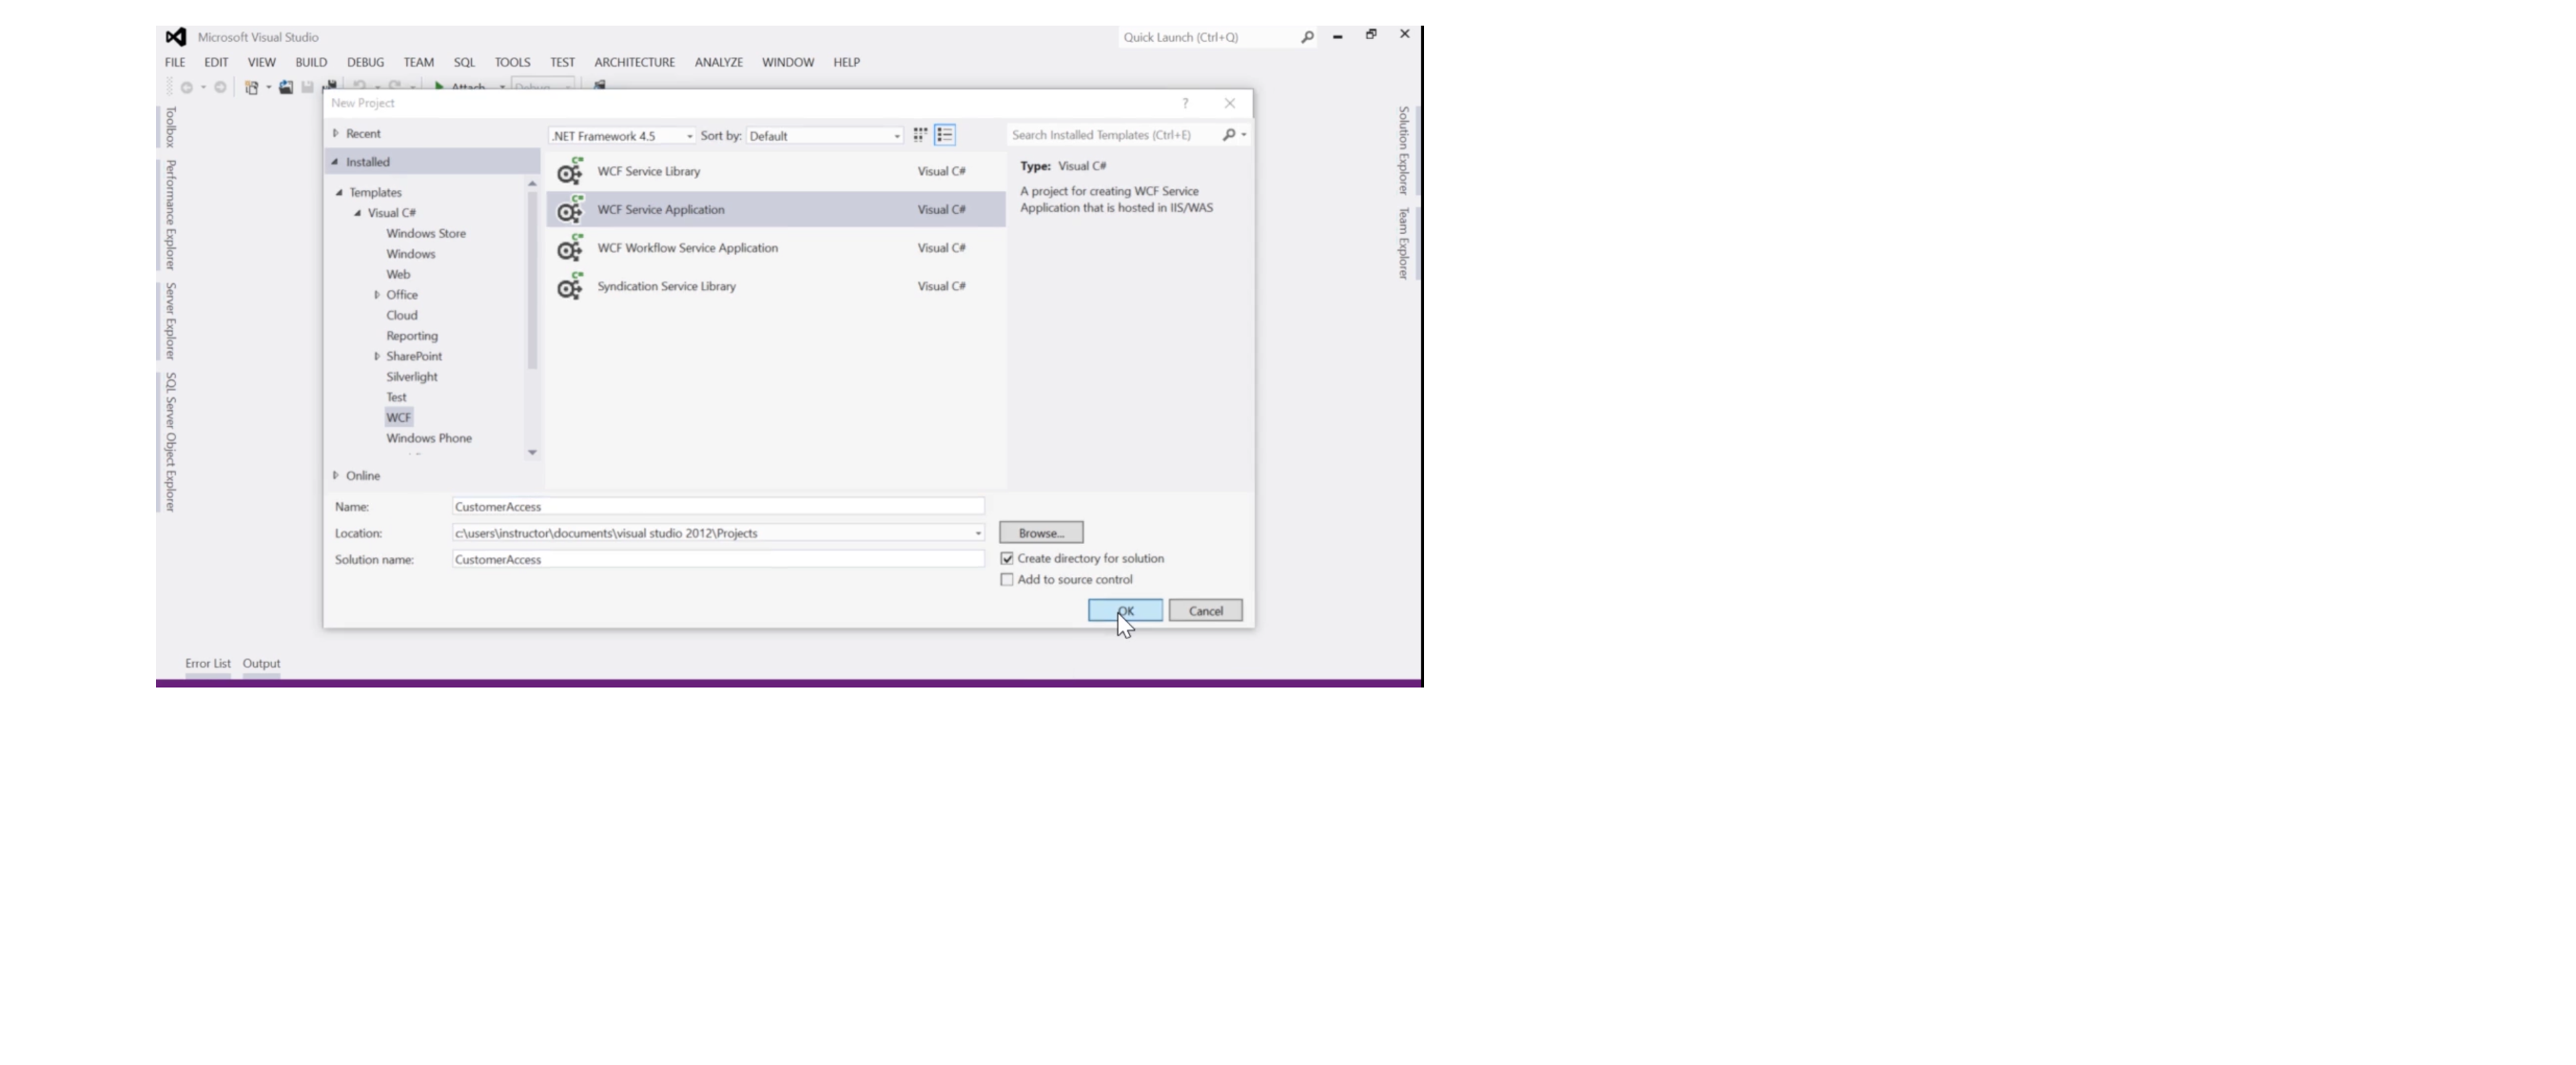 Microsoft Visual Studio
Quick Launch (Ctrl+Q)
FILE EDIT VIEW BUILD DEBUG TEAM SQL TOOLS TEST ARCHITECTURE ANALYZE WINDOW HELP
Attach
Debug
New Project
?
Recent
.NET Framework 4.5
Sort by: Default
Search Installed Templates (Ctrl+E)
Installed
Templates
Visual C#
Windows Store
Windows
Web
Office
Cloud
Reporting
SharePoint
Silverlight
Test
WCF
Windows Phone
Online
WCF Service Library Visual C#
WCF Service Application Visual C#
WCF Workflow Service Application Visual C#
Syndication Service Library Visual C#
Type: Visual C#
A project for creating WCF Service
Application that is hosted in IIS/WAS
Name: CustomerAccess
Location: c:\users\instructor\documents\visual studio 2012\Projects
Browse...
Solution name: CustomerAccess
Create directory for solution
Add to source control
OK Cancel
Toolbox
Performance Explorer
Server Explorer
SQL Server Object Explorer
Solution Explorer
Team Explorer
Error List Output